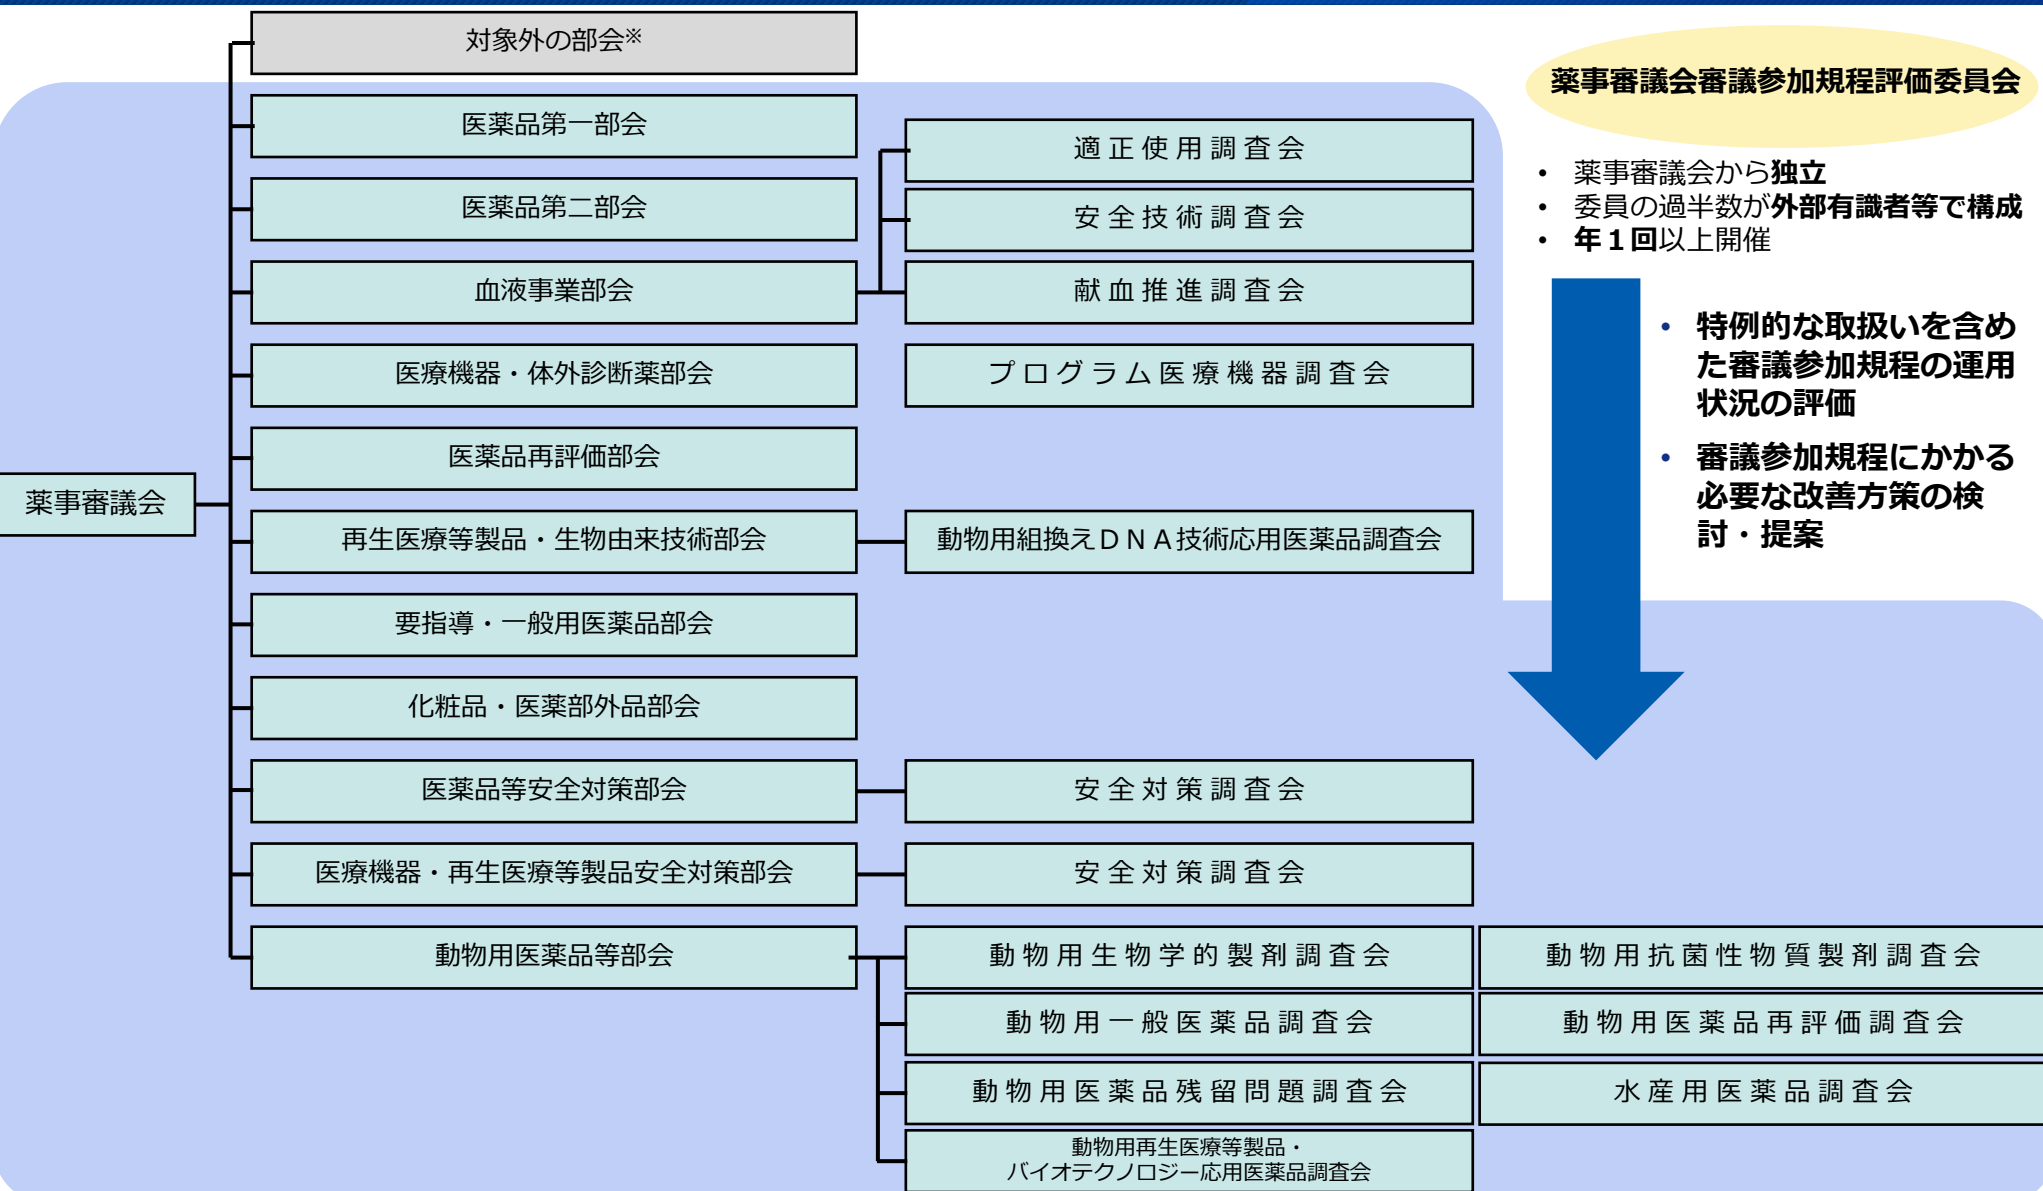 対象外の部会※
医薬品第一部会
医薬品第二部会
血液事業部会
医療機器・体外診断薬部会
医薬品再評価部会
薬事審議会
再生医療等製品・生物由来技術部会
要指導・一般用医薬品部会
化粧品・医薬部外品部会
医薬品等安全対策部会
医療機器・再生医療等製品安全対策部会
動物用医薬品等部会
適正使用調査会
安全技術調査会
献血推進調査会
プログラム医療機器調査会
動物用組換えＤＮＡ技術応用医薬品調査会
安全対策調査会
安全対策調査会
動物用生物学的製剤調査会
動物用抗菌性物質製剤調査会
動物用一般医薬品調査会
動物用医薬品再評価調査会
動物用医薬品残留問題調査会
水産用医薬品調査会
動物用再生医療等製品・
バイオテクノロジー応用医薬品調査会
薬事審議会審議参加規程評価委員会
• 薬事審議会から独立
• 委員の過半数が外部有識者等で構成
• 年１回以上開催
• 特例的な取扱いを含め
た審議参加規程の運用
状況の評価
• 審議参加規程にかかる
必要な改善方策の検
討・提案